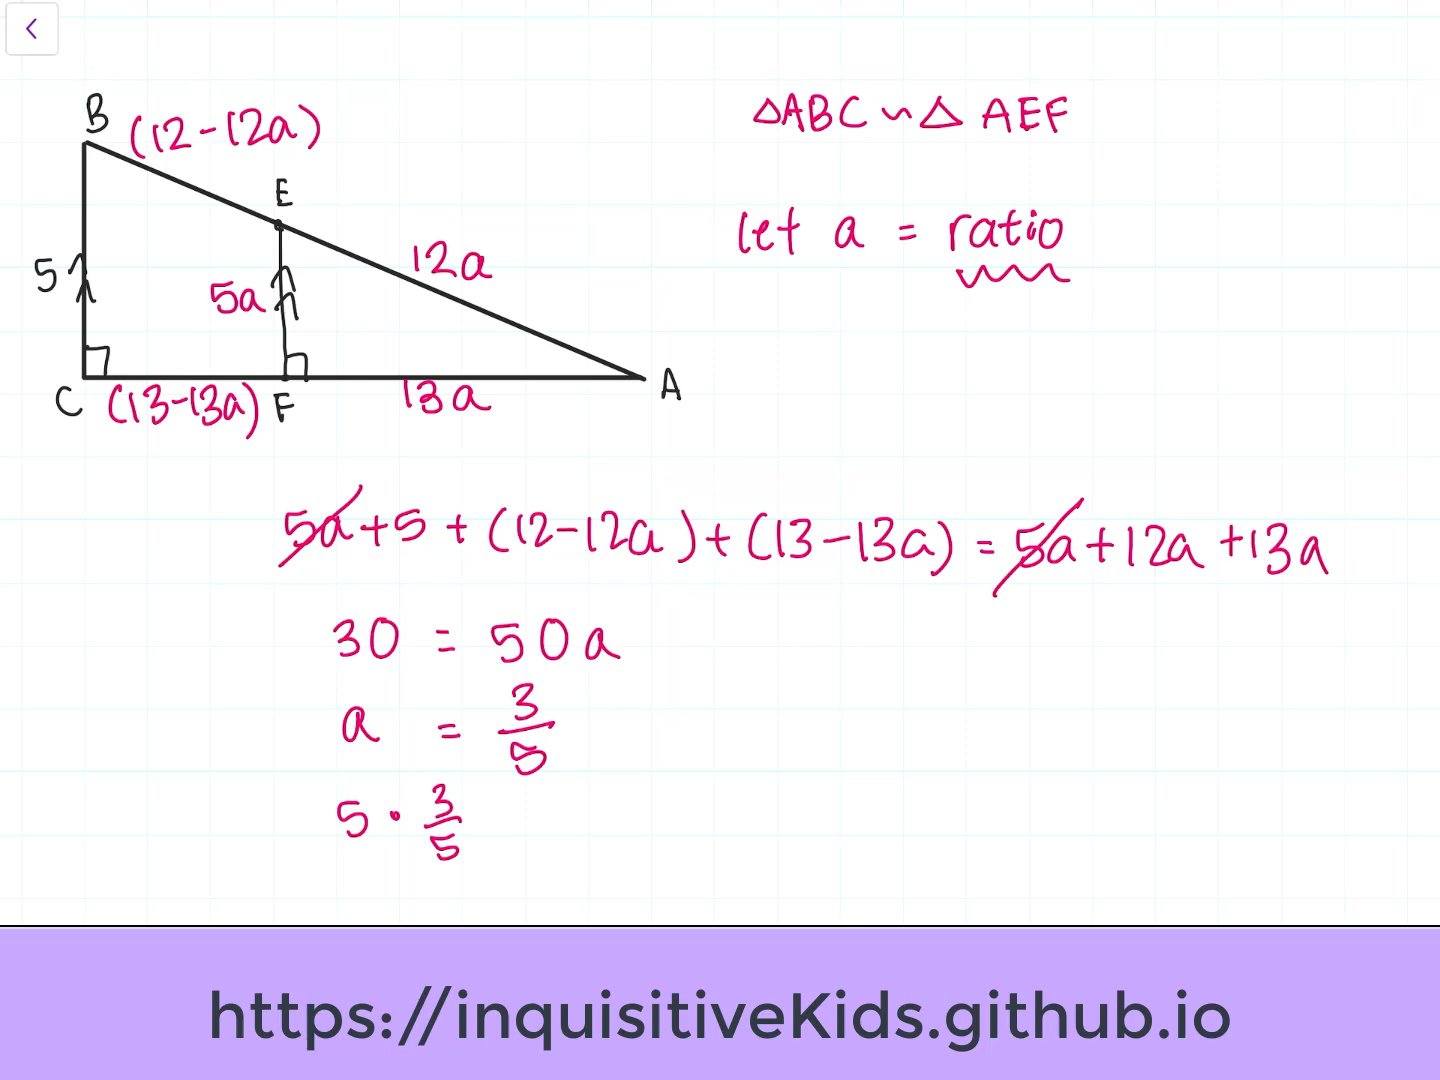 B (12-12a)
△ABC ~ △ AEF
E
let a = ratio
12a
5
5a
C (13-13a) F 13a A
5a + 5 + (12-12a) + (13-13a) = 5a + 12a + 13a
30 = 50a
a = 3/5
5 · 3/5
https://inquisitiveKids.github.io